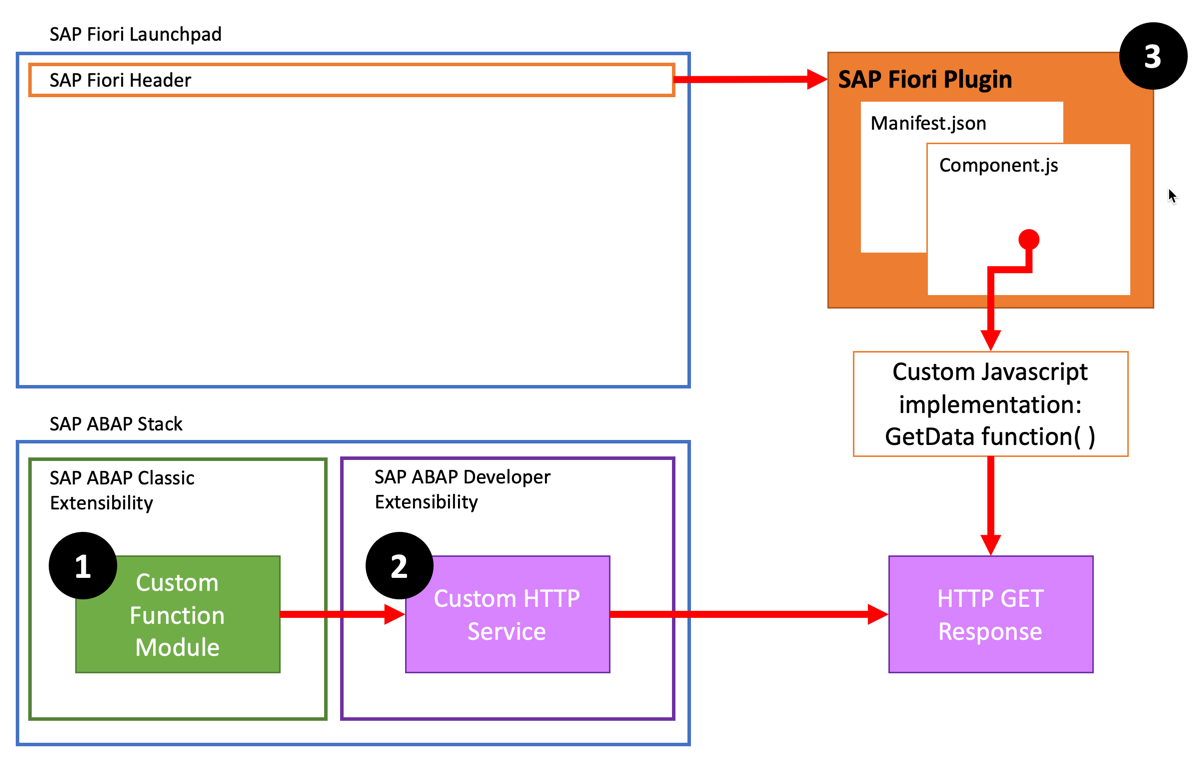 SAP Fiori Launchpad
SAP Fiori Header
3
SAP Fiori Plugin
Manifest.json
Component.js
Custom Javascript
implementation:
GetData function( )
SAP ABAP Stack
SAP ABAP Classic
Extensibility
1
Custom
Function
Module
SAP ABAP Developer
Extensibility
2
Custom HTTP
Service
HTTP GET
Response